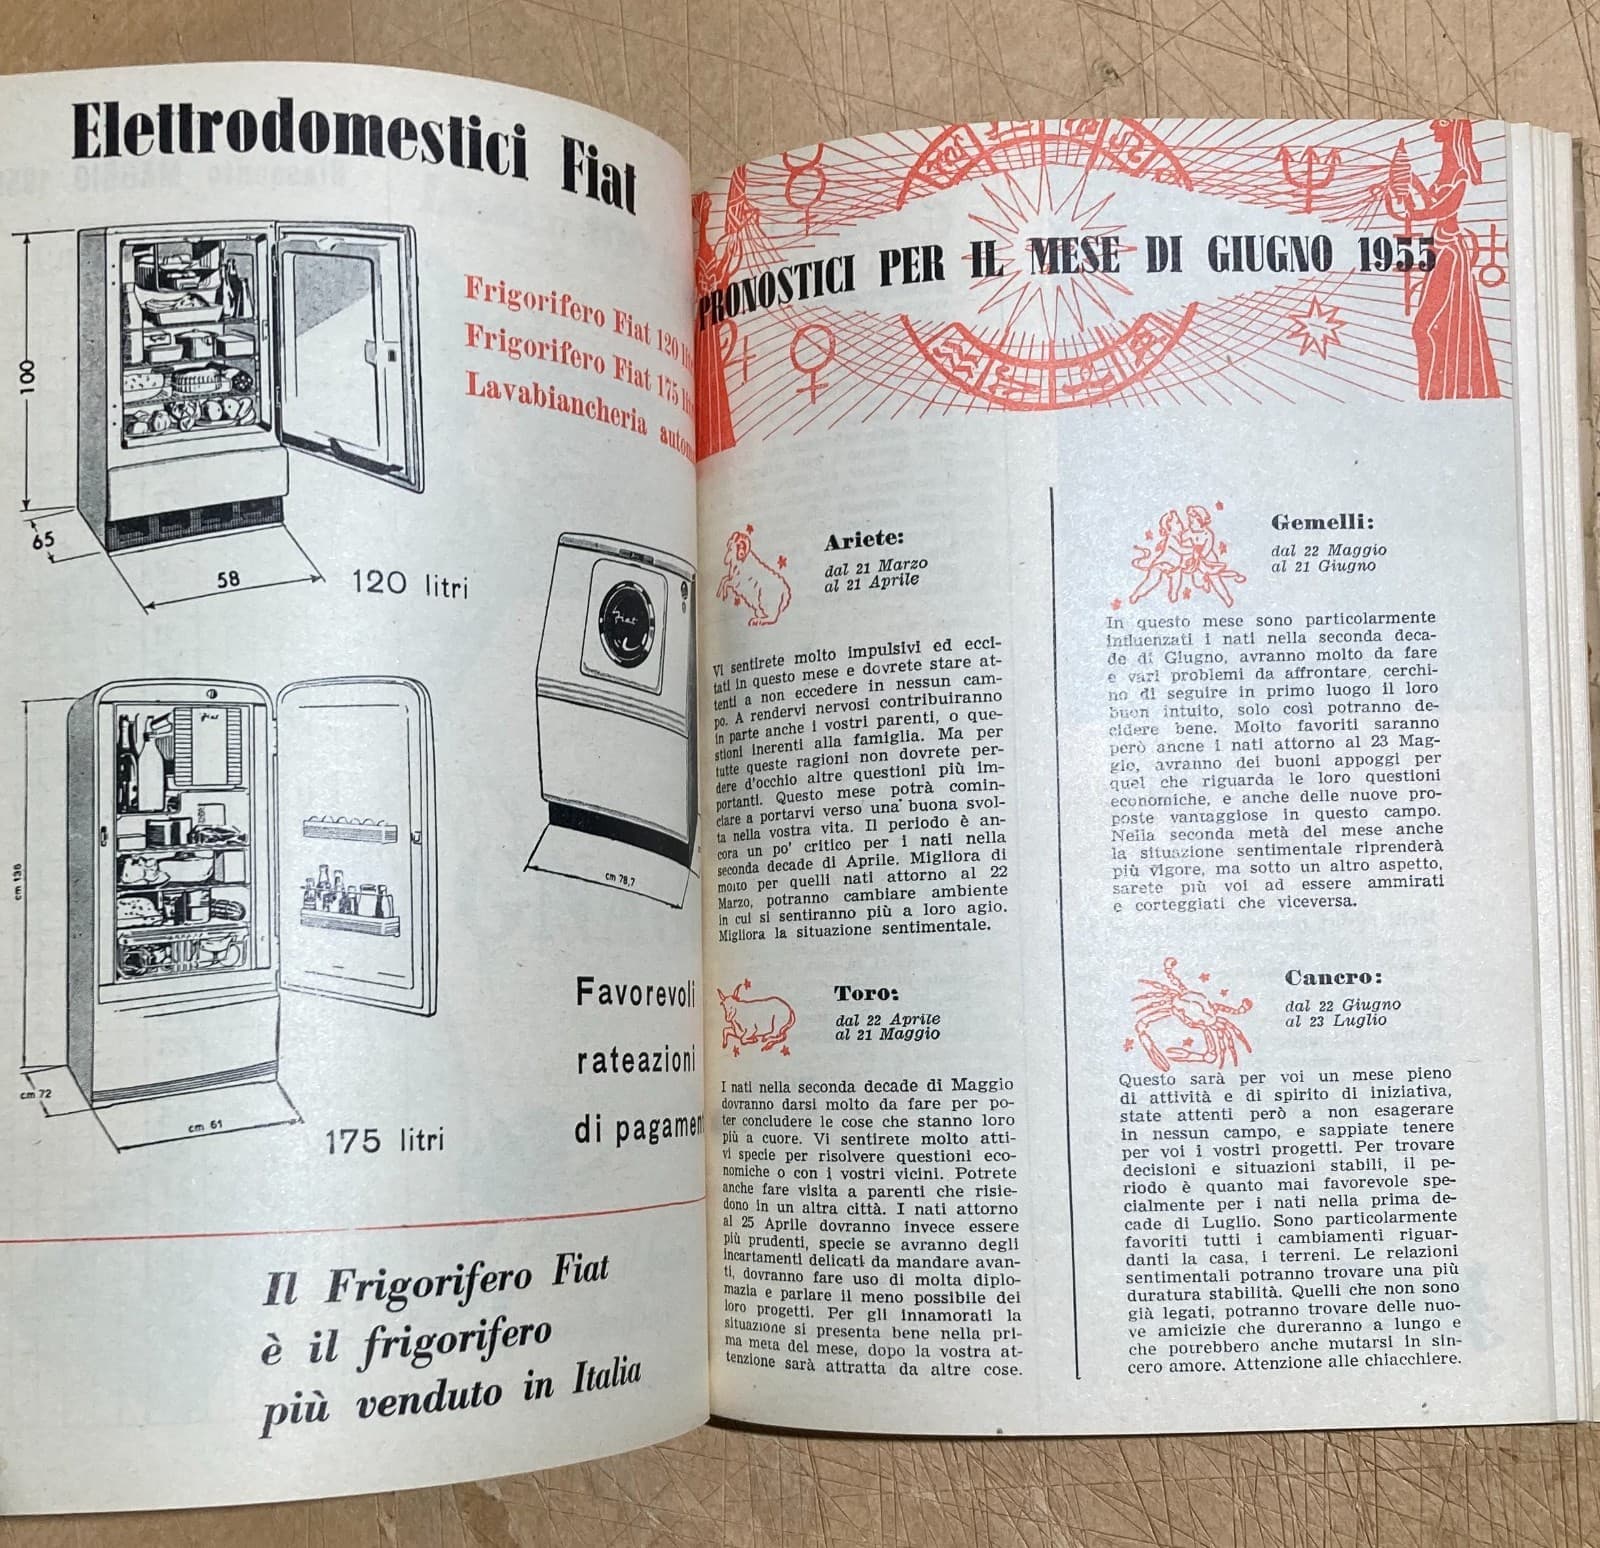 Elettrodomestici Fiat
Frigorifero Fiat 120
Frigorifero Fiat 175
Lavabiancheria
100
65
58
120 litri
Fiat
cm 78,7
Fiat
cm 136
cm 72
cm 61
175 litri
Favorevoli
rateazioni
di
Il Frigorifero Fiat
è il frigorifero
più venduto in Italia
PRONOSTICI PER IL MESE DI GIUGNO 1955
Ariete:
dal 21 Marzo
al 21 Aprile
Vi sentirete molto impulsivi ed ecci-
tati in questo mese e dovrete stare at-
tenti a non eccedere in nessun cam-
po. A rendervi nervosi contribuiranno
in parte anche i vostri parenti, o que-
stioni inerenti alla famiglia. Ma per
tutte queste ragioni non dovrete per-
dere d'occhio altre questioni più im-
portanti. Questo mese potrà comin-
ciare a portarvi verso una buona svol-
ta nella vostra vita. Il periodo è an-
cora un po' critico per i nati nella
seconda decade di Aprile. Migliora di
molto per quelli nati attorno al 22
Marzo, potranno cambiare ambiente
in cui si sentiranno più a loro agio.
Migliora la situazione sentimentale.
Toro:
dal 22 Aprile
al 21 Maggio
I nati nella seconda decade di Maggio
dovranno darsi molto da fare per po-
ter concludere le cose che stanno loro
più a cuore. Vi sentirete molto atti-
vi specie per risolvere questioni eco-
nomiche o con i vostri vicini. Potrete
anche fare visita a parenti che risie-
dono in un altra città. I nati attorno
al 25 Aprile dovranno invece essere
più prudenti, specie se avranno degli
incartamenti delicati da mandare avan-
ti, dovranno fare uso di molta diplo-
mazia e parlare il meno possibile dei
loro progetti. Per gli innamorati la
situazione si presenta bene nella pri-
ma meta del mese, dopo la vostra at-
tenzione sarà attratta da altre cose.
Gemelli:
dal 22 Maggio
al 21 Giugno
In questo mese sono particolarmente
influenzati i nati nella seconda deca-
de di Giugno, avranno molto da fare
e vari problemi da affrontare, cerchi-
no di seguire in primo luogo il loro
buon intuito, solo così potranno de-
cidere bene. Molto favoriti saranno
però anche i nati attorno al 23 Mag-
gio, avranno dei buoni appoggi per
quel che riguarda le loro questioni
economiche, e anche delle nuove pro-
poste vantaggiose in questo campo.
Nella seconda metà del mese anche
la situazione sentimentale riprenderà
più vigore, ma sotto un altro aspetto,
sarete più voi ad essere ammirati
e corteggiati che viceversa.
Cancro:
dal 22 Giugno
al 23 Luglio
Questo sarà per voi un mese pieno
di attività e di spirito di iniziativa,
state attenti però a non esagerare
in nessun campo, e sappiate tenere
per voi i vostri progetti. Per trovare
decisioni e situazioni stabili, il pe-
riodo è quanto mai favorevole spe-
cialmente per i nati nella prima de-
cade di Luglio. Sono particolarmente
favoriti tutti i cambiamenti riguar-
danti la casa, i terreni. Le relazioni
sentimentali potranno trovare una più
duratura stabilità. Quelli che non sono
già legati, potranno trovare delle nuo-
ve amicizie che dureranno a lungo e
che potrebbero anche mutarsi in sin-
cero amore. Attenzione alle chiacchiere.